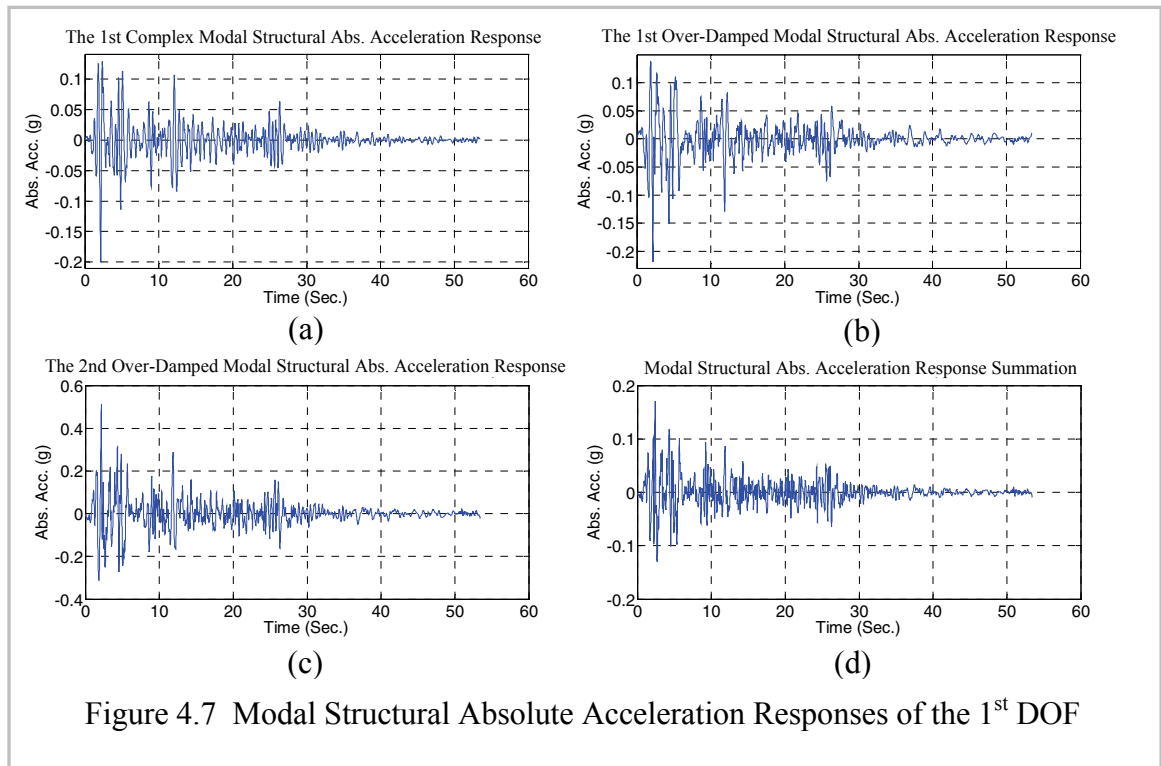 The 1st Complex Modal Structural Abs. Acceleration Response
0.1
0.05
0
-0.05
-0.1
-0.15
-0.2
Abs. Acc. (g)
0 10 20 30 40 50 60
Time (Sec.)
(a)
The 1st Over-Damped Modal Structural Abs. Acceleration Response
0.1
0.05
0
-0.05
-0.1
-0.15
-0.2
Abs. Acc. (g)
0 10 20 30 40 50 60
Time (Sec.)
(b)
The 2nd Over-Damped Modal Structural Abs. Acceleration Response
0.6
0.4
0.2
0
-0.2
-0.4
Abs. Acc. (g)
0 10 20 30 40 50 60
Time (Sec.)
(c)
Modal Structural Abs. Acceleration Response Summation
0.2
0.1
0
-0.1
-0.2
Abs. Acc. (g)
0 10 20 30 40 50 60
Time (Sec.)
(d)
Figure 4.7 Modal Structural Absolute Acceleration Responses of the 1st DOF